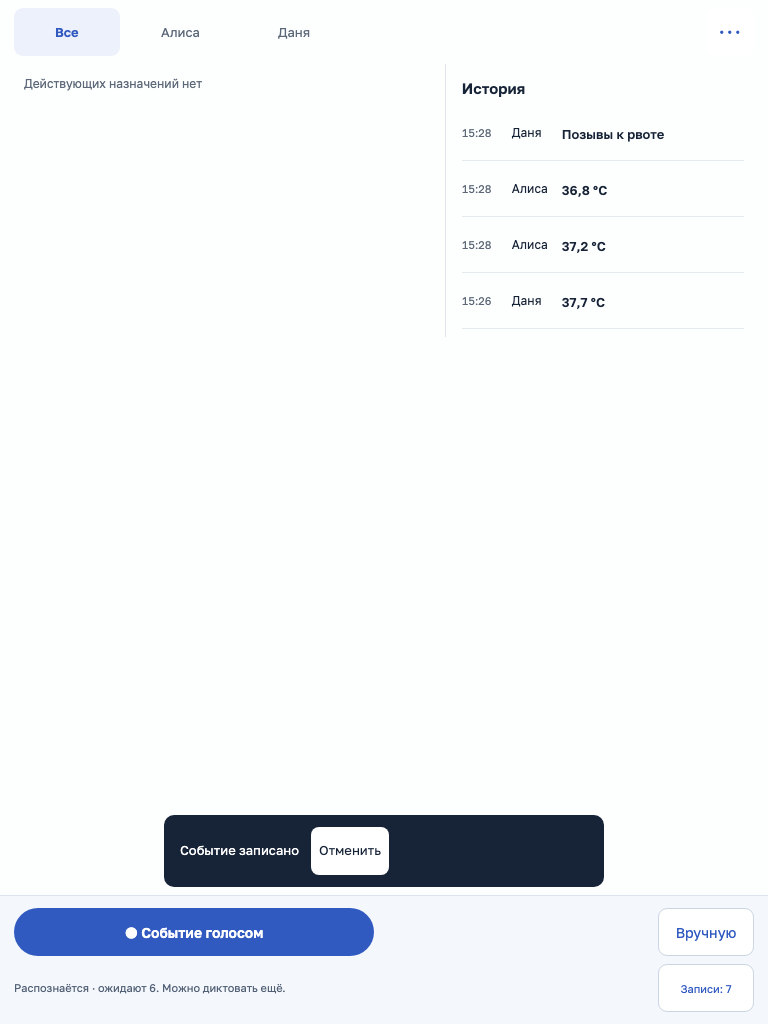 Все
Алиса
Даня
Действующих назначений нет
История
15:28 Даня Позывы к рвоте
15:28 Алиса 36,8 °C
15:28 Алиса 37,2 °C
15:26 Даня 37,7 °C
Событие записано
Отменить
Событие голосом
Вручную
Распознаётся · ожидают 6. Можно диктовать ещё.
Записи: 7